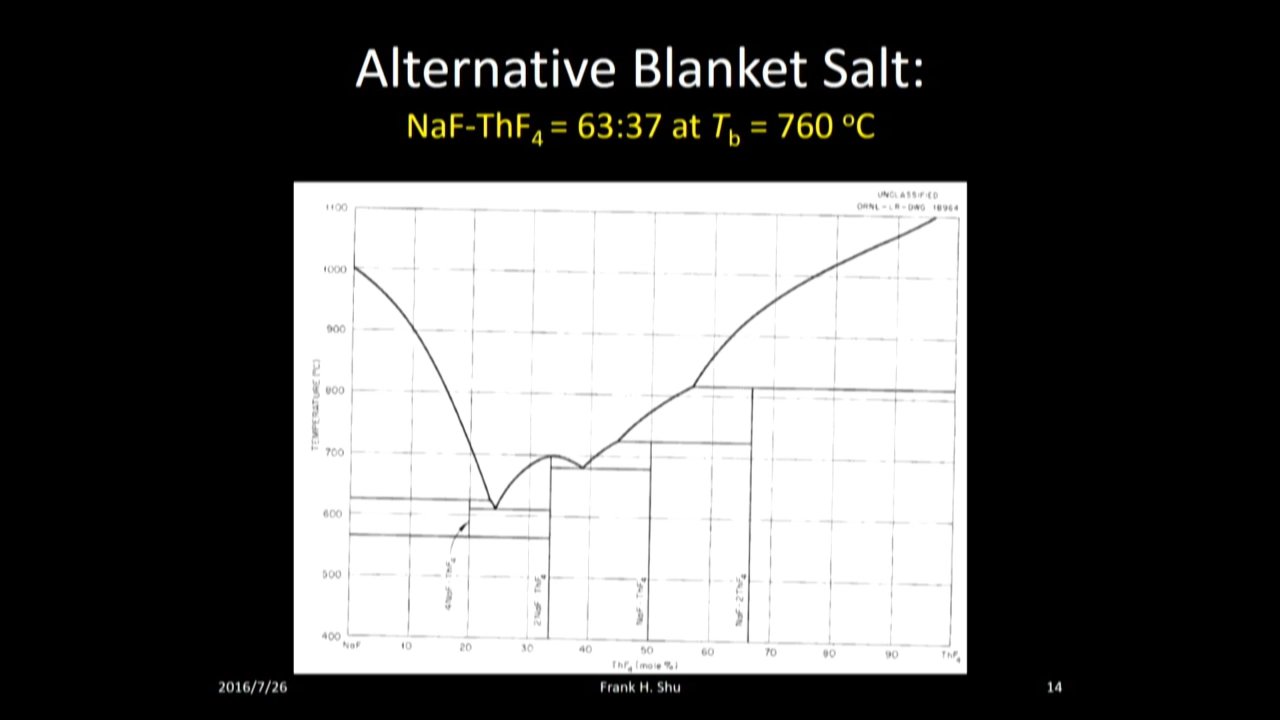 Alternative Blanket Salt:
NaF-ThF₄ = 63:37 at T_b = 760 ºC
UNCLASSIFIED
ORNL-LR-DWG 18964
1100
1000
900
800
700
600
500
400
TEMPERATURE (°C)
4NaF·ThF₄
2NaF·ThF₄
NaF·ThF₄
NaF·2ThF₄
NaF
10
20
30
40
50
60
70
80
90
ThF₄
ThF₄ (mole %)
2016/7/26
Frank H. Shu
14